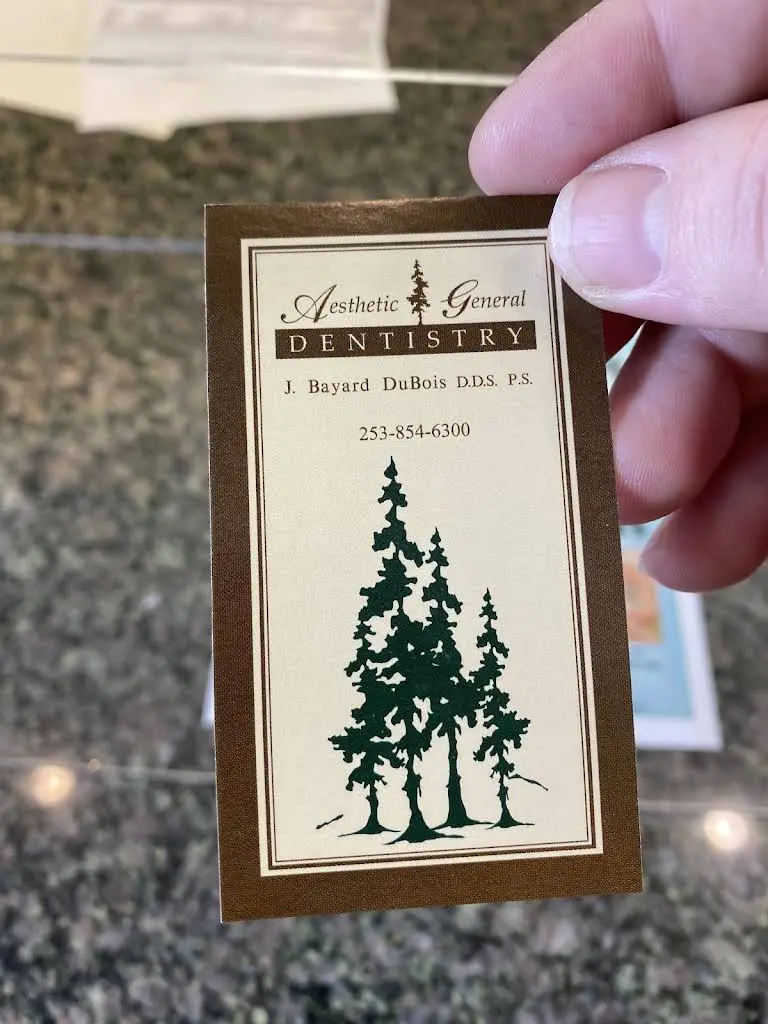 Aesthetic General
DENTISTRY
J. Bayard DuBois D.D.S. P.S.
253-854-6300